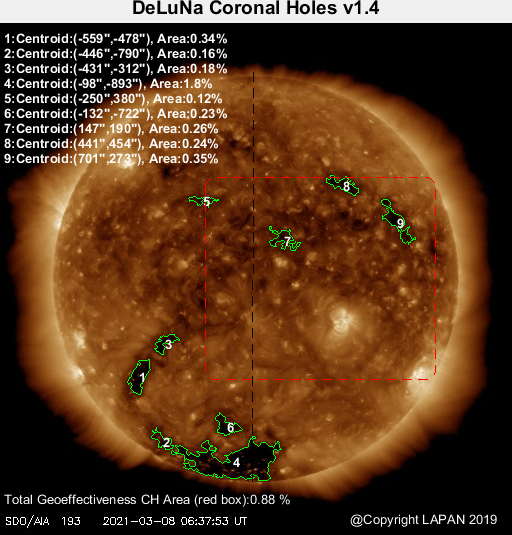 DeLuNa Coronal Holes v1.4
1:Centroid:(-559",-478"), Area:0.34%
2:Centroid:(-446",-790"), Area:0.16%
3:Centroid:(-431",-312"), Area:0.18%
4:Centroid:(-98",-893"), Area:1.8%
5:Centroid:(-250",380"), Area:0.12%
6:Centroid:(-132",-722"), Area:0.23%
7:Centroid:(147",190"), Area:0.26%
8:Centroid:(441",454"), Area:0.24%
9:Centroid:(701",273"), Area:0.35%
8
5
9
7
3
1
6
2
4
Total Geoeffectiveness CH Area (red box):0.88 %
SDO/AIA 193 2021-03-08 06:37:53 UT
@Copyright LAPAN 2019